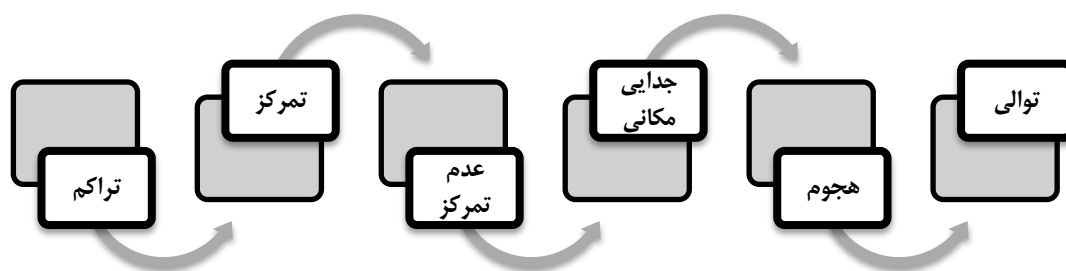 تراکم
تمرکز
عدم
تمرکز
جدایی
مکانی
هجوم
توالی